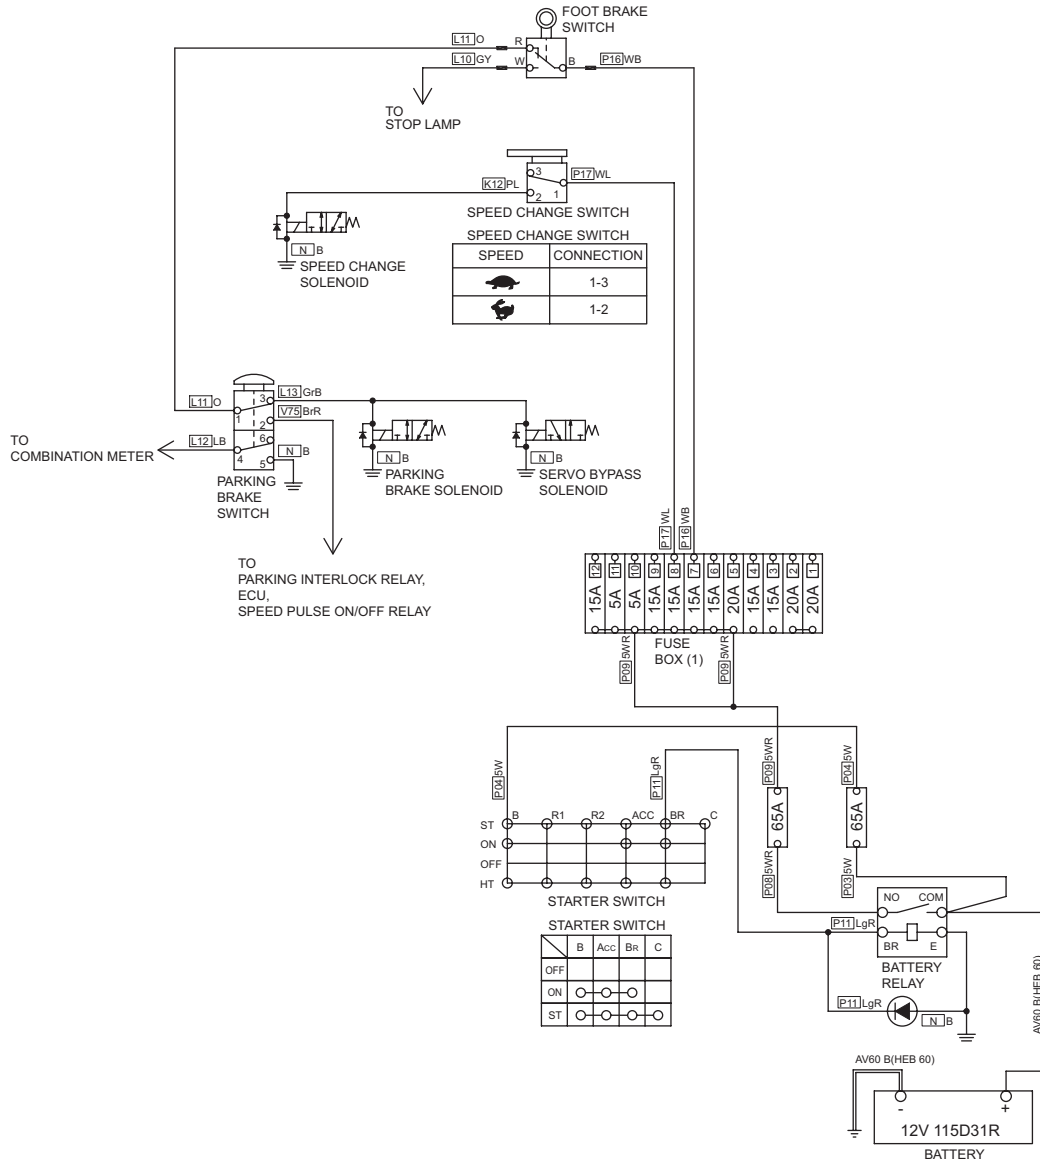 FOOT BRAKE
SWITCH
L11 O
R
L10 GY
W
B
P16 WB
TO
STOP LAMP
3
P17 WL
K12 PL
2
1
SPEED CHANGE SWITCH
N B
SPEED CHANGE
SOLENOID
SPEED CHANGE SWITCH
SPEED CONNECTION
1-3
1-2
L11 O
3
L13 GrB
1
2
V75 BrR
TO
COMBINATION METER
L12 LB
6
4
5
N B
PARKING
BRAKE
SWITCH
N B
PARKING
BRAKE SOLENOID
N B
SERVO BYPASS
SOLENOID
TO
PARKING INTERLOCK RELAY,
ECU,
SPEED PULSE ON/OFF RELAY
P17 WL
P16 WB
12 11 10 9 8 7 6 5 4 3 2 1
15A 5A 5A 15A 15A 15A 15A 20A 15A 15A 20A 20A
FUSE
BOX (1)
P09 5WR
P09 5WR
P04 5W
P11 LgR
P09 5WR
P04 5W
65A
65A
B R1 R2 ACC BR C
ST
ON
OFF
HT
STARTER SWITCH
P08 5WR
P03 5W
STARTER SWITCH
B Acc BR C
OFF
ON
ST
NO COM
P11 LgR
BR E
BATTERY
RELAY
P11 LgR
N B
AV60 B(HEB 60)
AV60 B(HEB 60)
- +
12V 115D31R
BATTERY